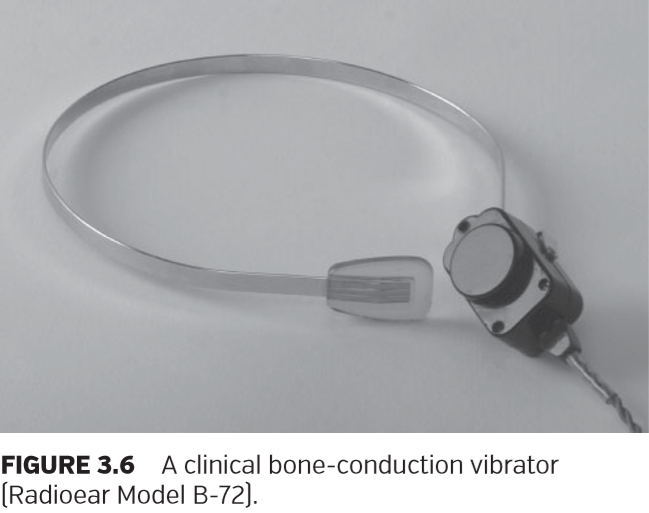 FIGURE 3.6 A clinical bone-conduction vibrator
(Radioear Model B-72).